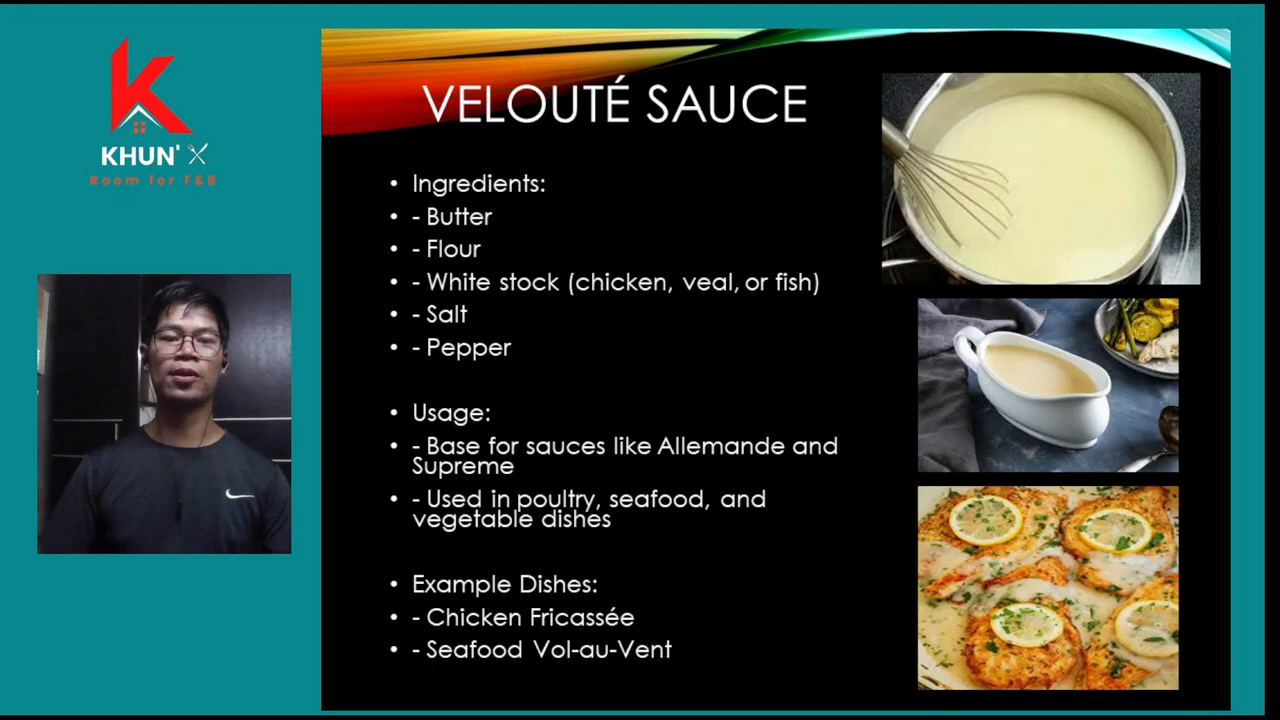 K
KHUN'
Room for F&B
VELOUTÉ SAUCE
• Ingredients:
• - Butter
• - Flour
• - White stock (chicken, veal, or fish)
• - Salt
• - Pepper
• Usage:
• - Base for sauces like Allemande and
Supreme
• - Used in poultry, seafood, and
vegetable dishes
• Example Dishes:
• - Chicken Fricassée
• - Seafood Vol-au-Vent